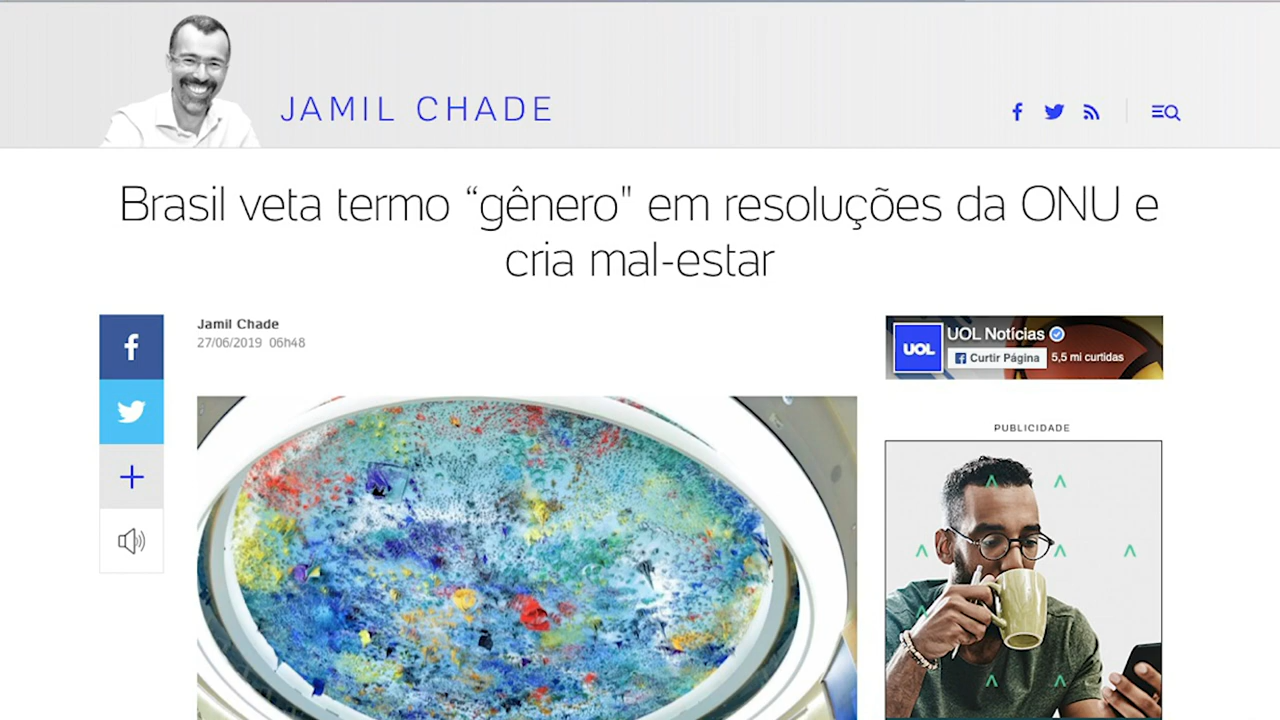 JAMIL CHADE
Brasil veta termo “gênero" em resoluções da ONU e
cria mal-estar
Jamil Chade
27/06/2019 06h48
UOL
UOL Notícias
Curtir Página
5,5 mi curtidas
PUBLICIDADE